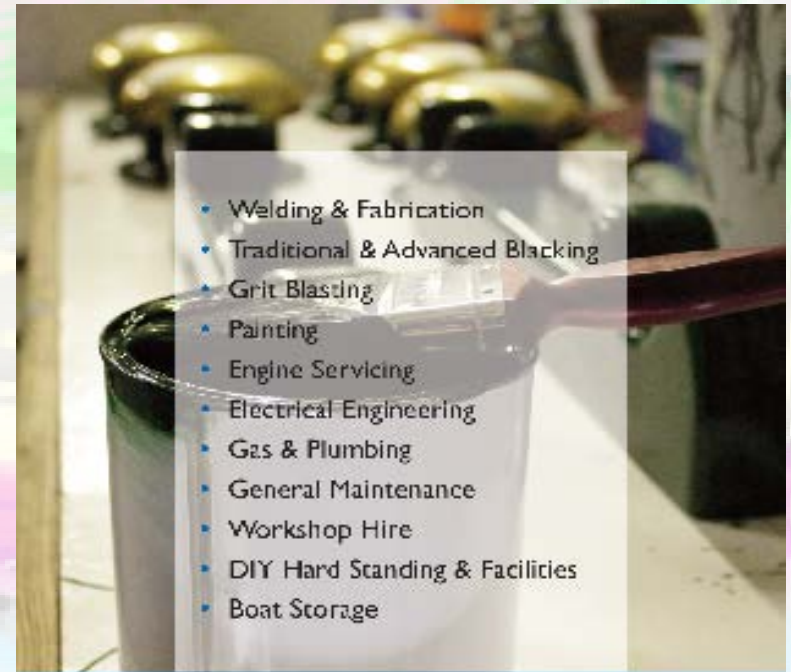 • Welding & Fabrication
• Traditional & Advanced Blacking
• Grit Blasting
• Painting
• Engine Servicing
• Electrical Engineering
• Gas & Plumbing
• General Maintenance
• Workshop Hire
• DIY Hard Standing & Facilities
• Boat Storage